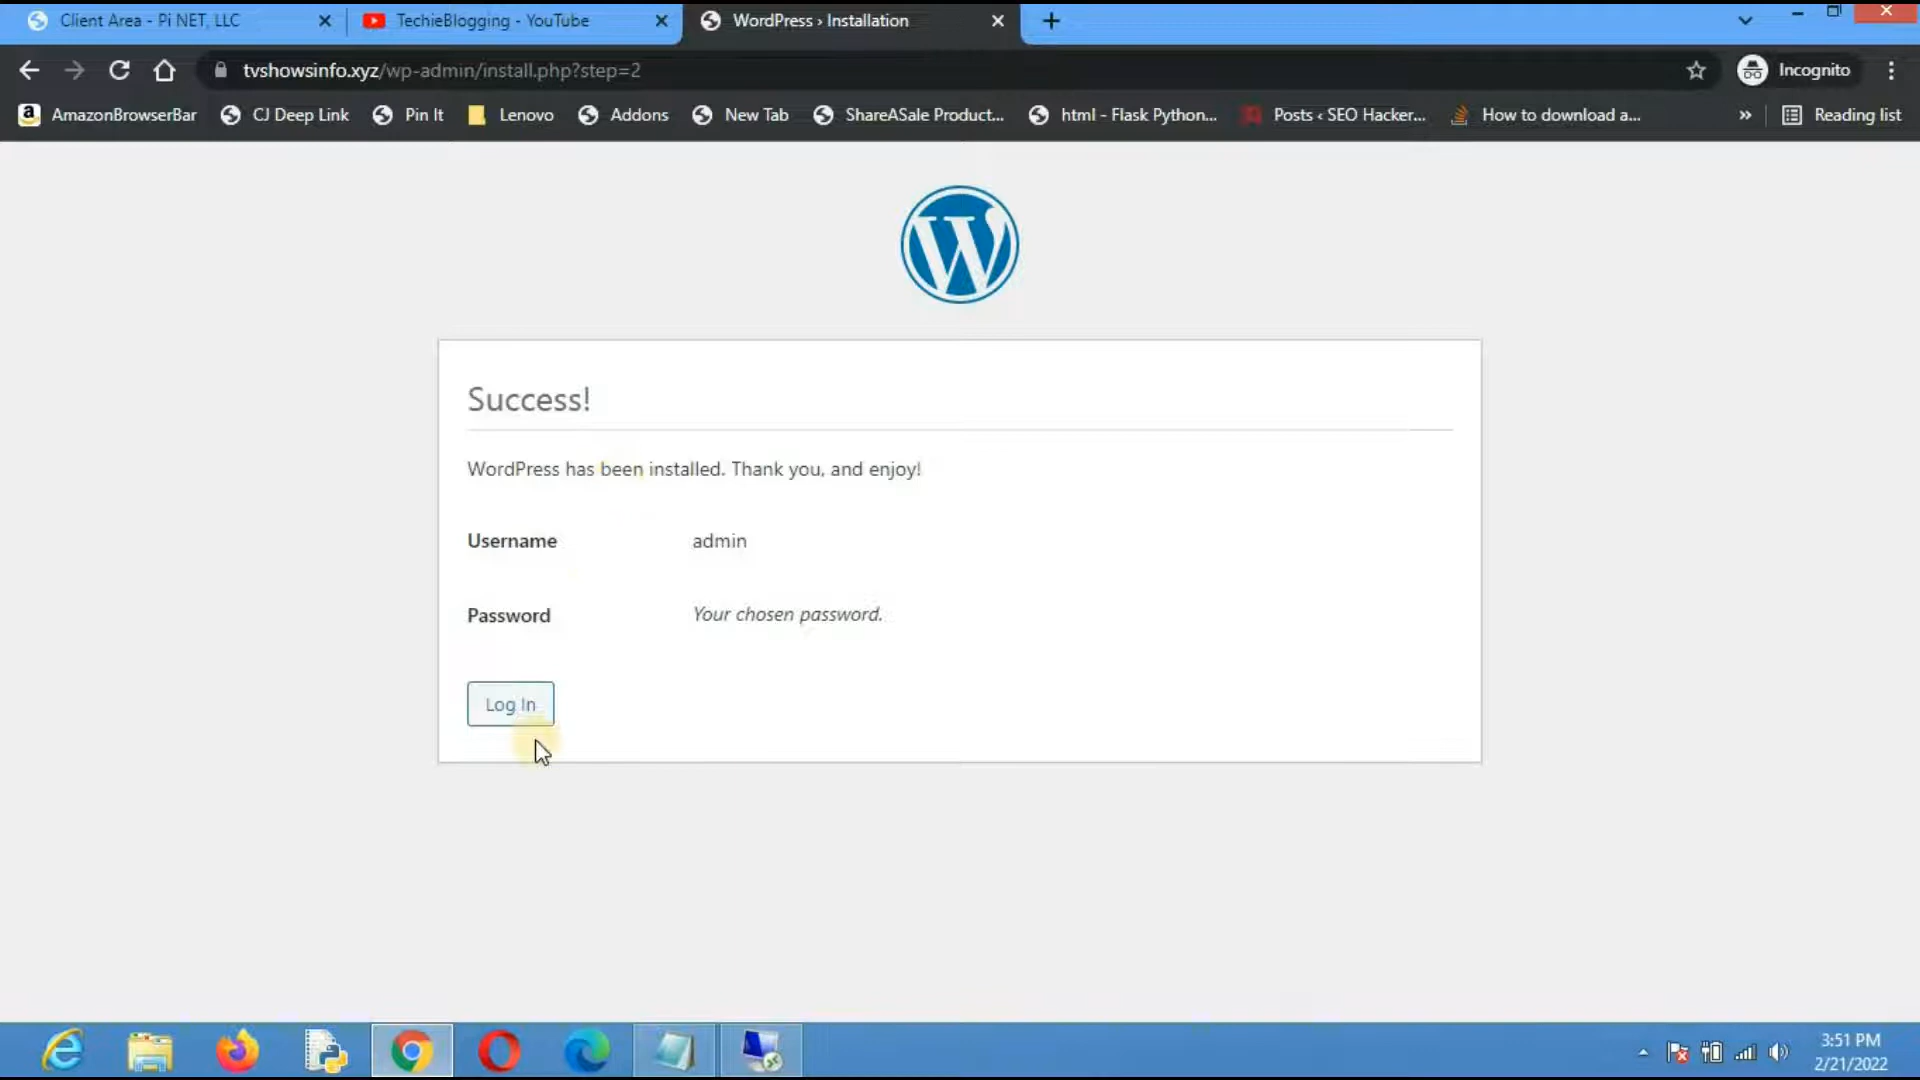 Client Area - Pi NET, LLC
TechieBlogging - YouTube
WordPress › Installation
tvshowsinfo.xyz/wp-admin/install.php?step=2
Incognito
AmazonBrowserBar
CJ Deep Link
Pin It
Lenovo
Addons
New Tab
ShareASale Product...
html - Flask Python...
Posts ‹ SEO Hacker...
How to download a...
»
Reading list
Success!
WordPress has been installed. Thank you, and enjoy!
Username admin
Password Your chosen password.
Log In
3:51 PM
2/21/2022